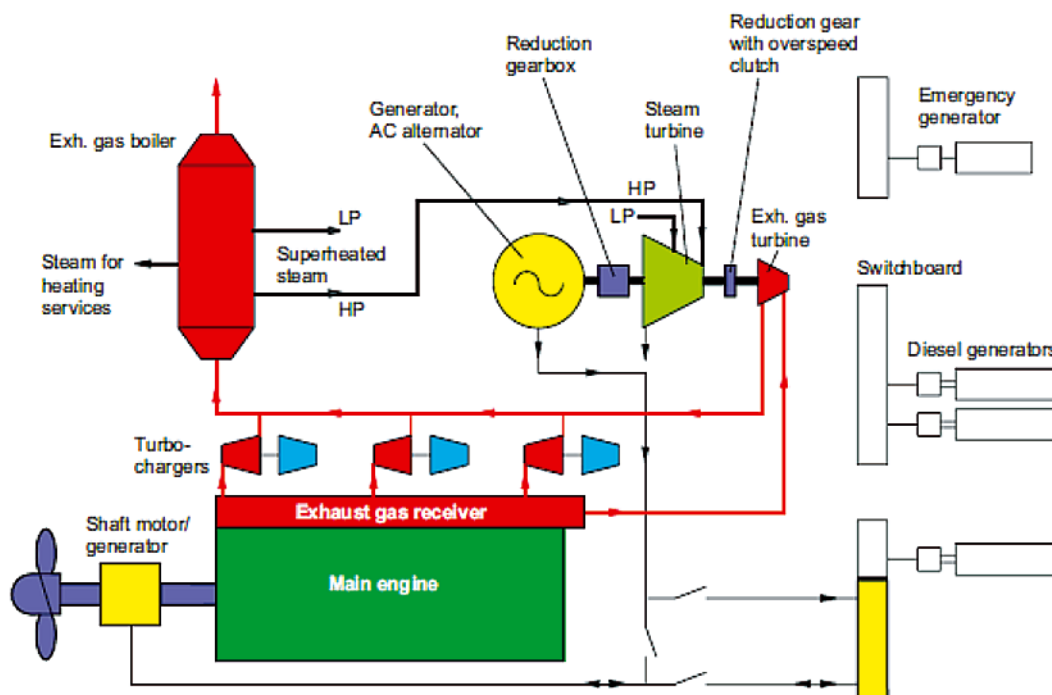 Reduction gear
with overspeed
clutch
Reduction
gearbox
Emergency
generator
Generator,
AC alternator
Steam
turbine
Exh. gas boiler
HP
LP
LP
Exh. gas
turbine
Steam for
heating
services
Superheated
steam
HP
Switchboard
Diesel generators
Turbo-
chargers
Exhaust gas receiver
Shaft motor/
generator
Main engine